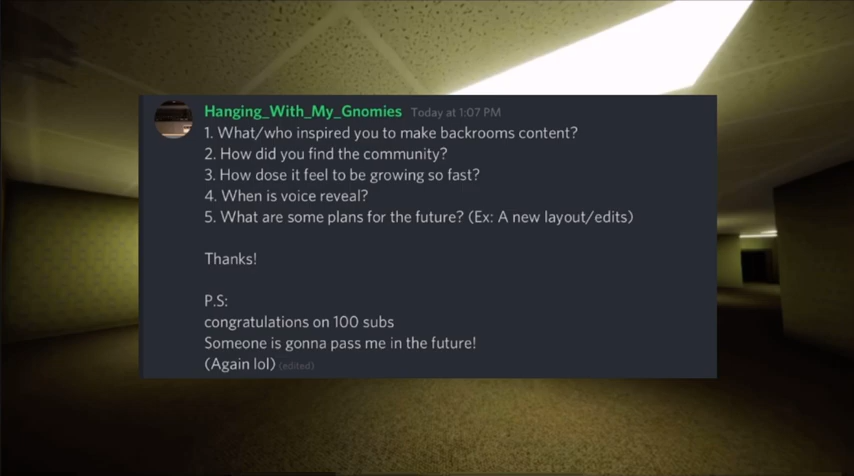 Hanging_With_My_Gnomies Today at 1:07 PM
1. What/who inspired you to make backrooms content?
2. How did you find the community?
3. How dose it feel to be growing so fast?
4. When is voice reveal?
5. What are some plans for the future? (Ex: A new layout/edits)
Thanks!
P.S:
congratulations on 100 subs
Someone is gonna pass me in the future!
(Again lol) (edited)